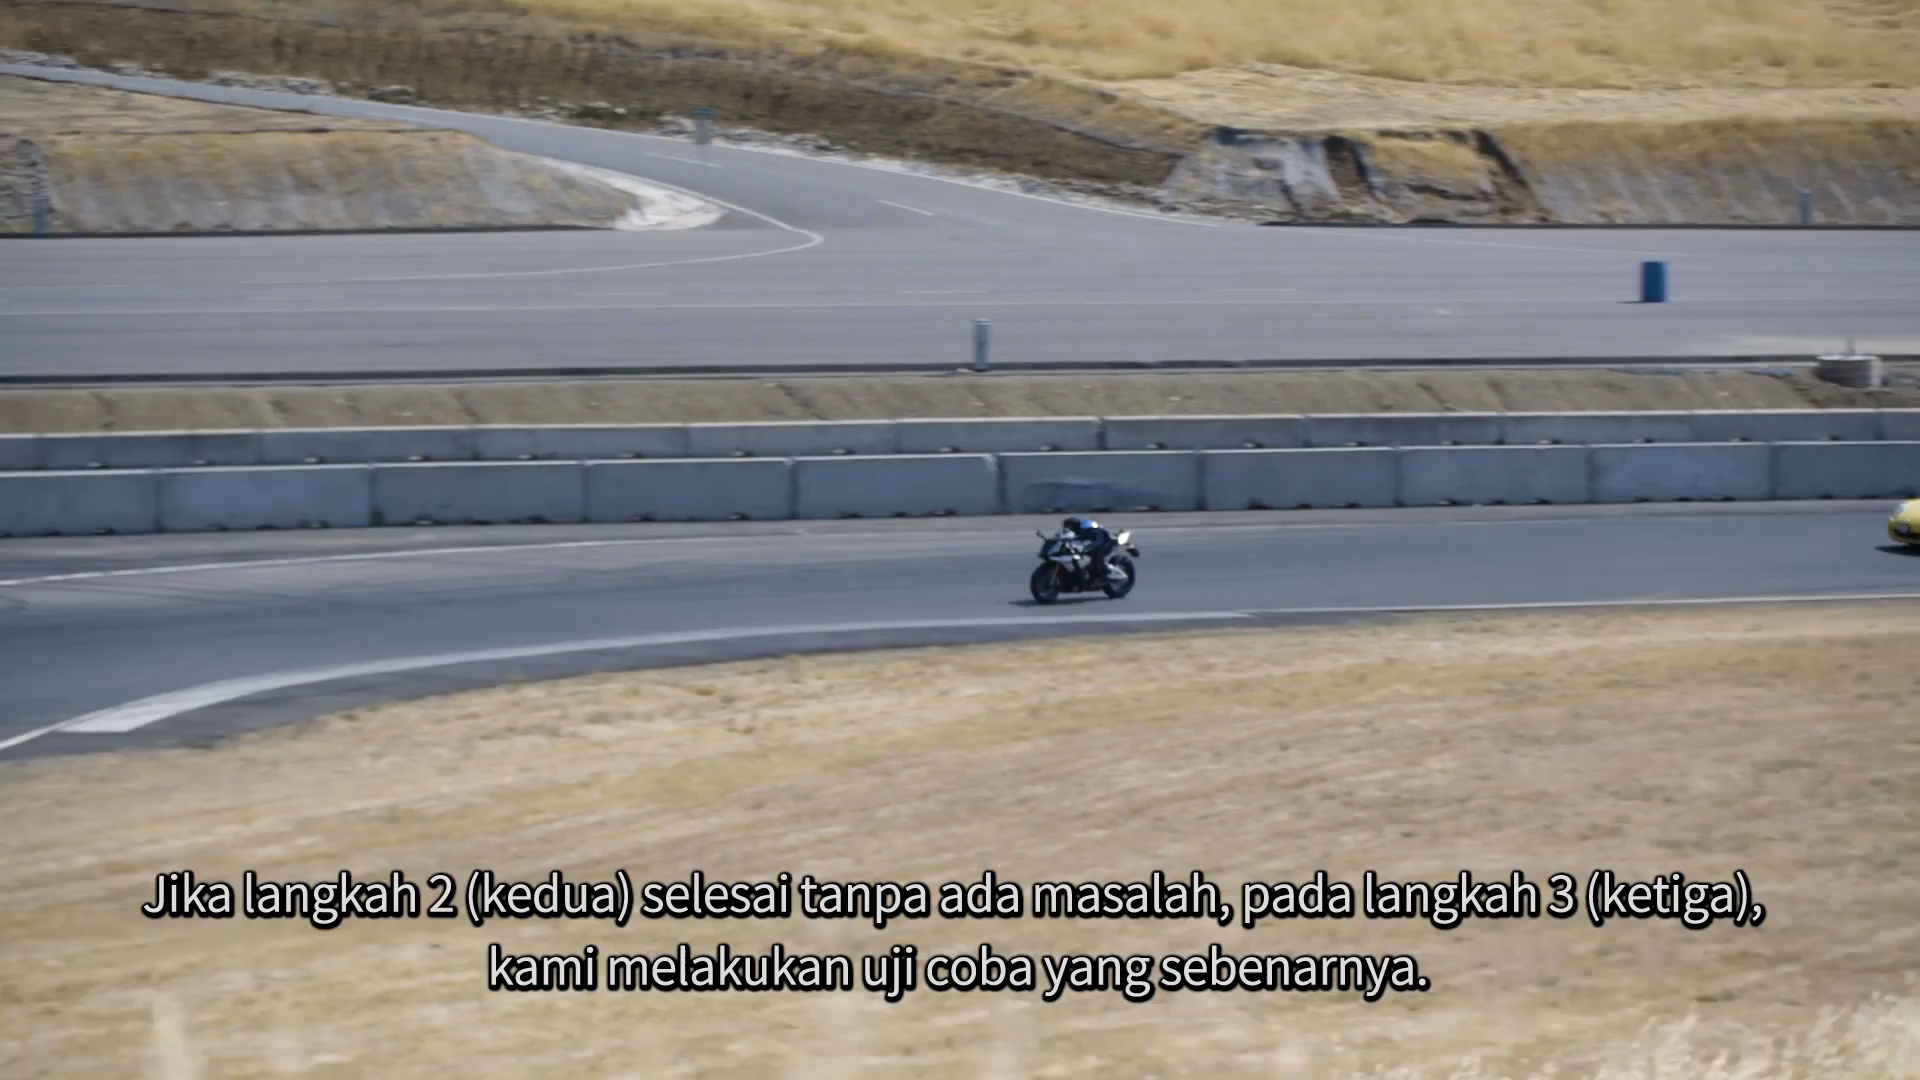 Jika langkah 2 (kedua) selesai tanpa ada masalah, pada langkah 3 (ketiga),
kami melakukan uji coba yang sebenarnya.